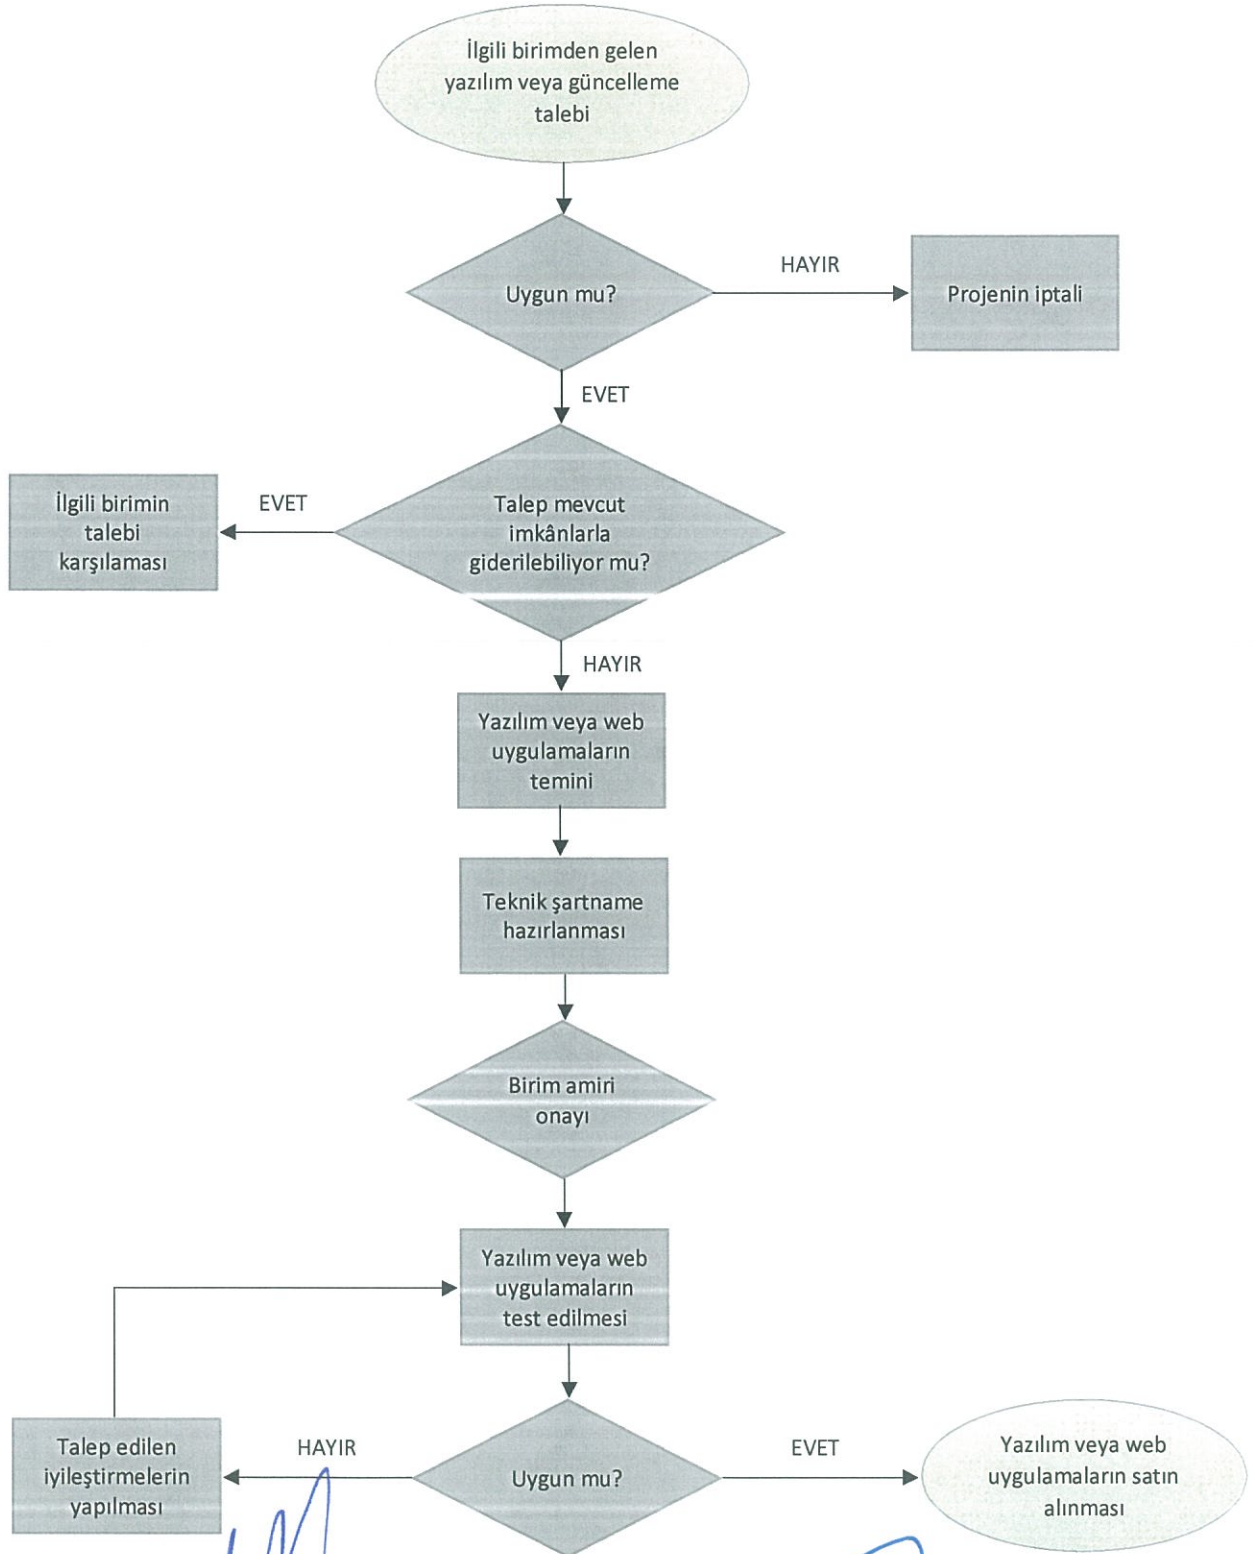 İlgili birimden gelen
yazılım veya güncelleme
talebi
Uygun mu?
HAYIR
Projenin iptali
EVET
İlgili birimin
talebi
karşılaması
EVET
Talep mevcut
imkânlarla
giderilebiliyor mu?
HAYIR
Yazılım veya web
uygulamaların
temini
Teknik şartname
hazırlanması
Birim amiri
onayı
Yazılım veya web
uygulamaların
test edilmesi
Talep edilen
iyileştirmelerin
yapılması
HAYIR
Uygun mu?
EVET
Yazılım veya web
uygulamaların satın
alınması